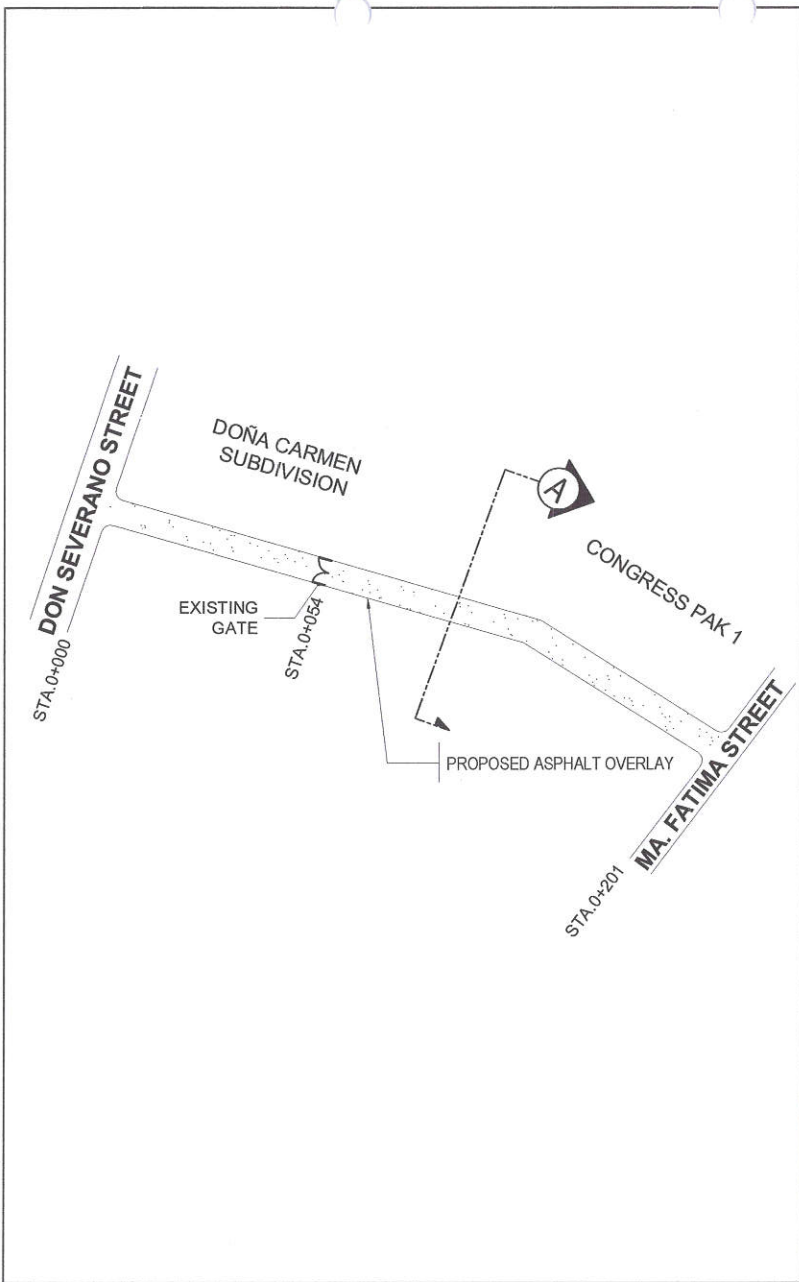 DON SEVERANO STREET
STA.0+000
DOÑA CARMEN
SUBDIVISION
EXISTING
GATE
STA.0+054
A
CONGRESS PAK 1
PROPOSED ASPHALT OVERLAY
MA. FATIMA STREET
STA.0+201